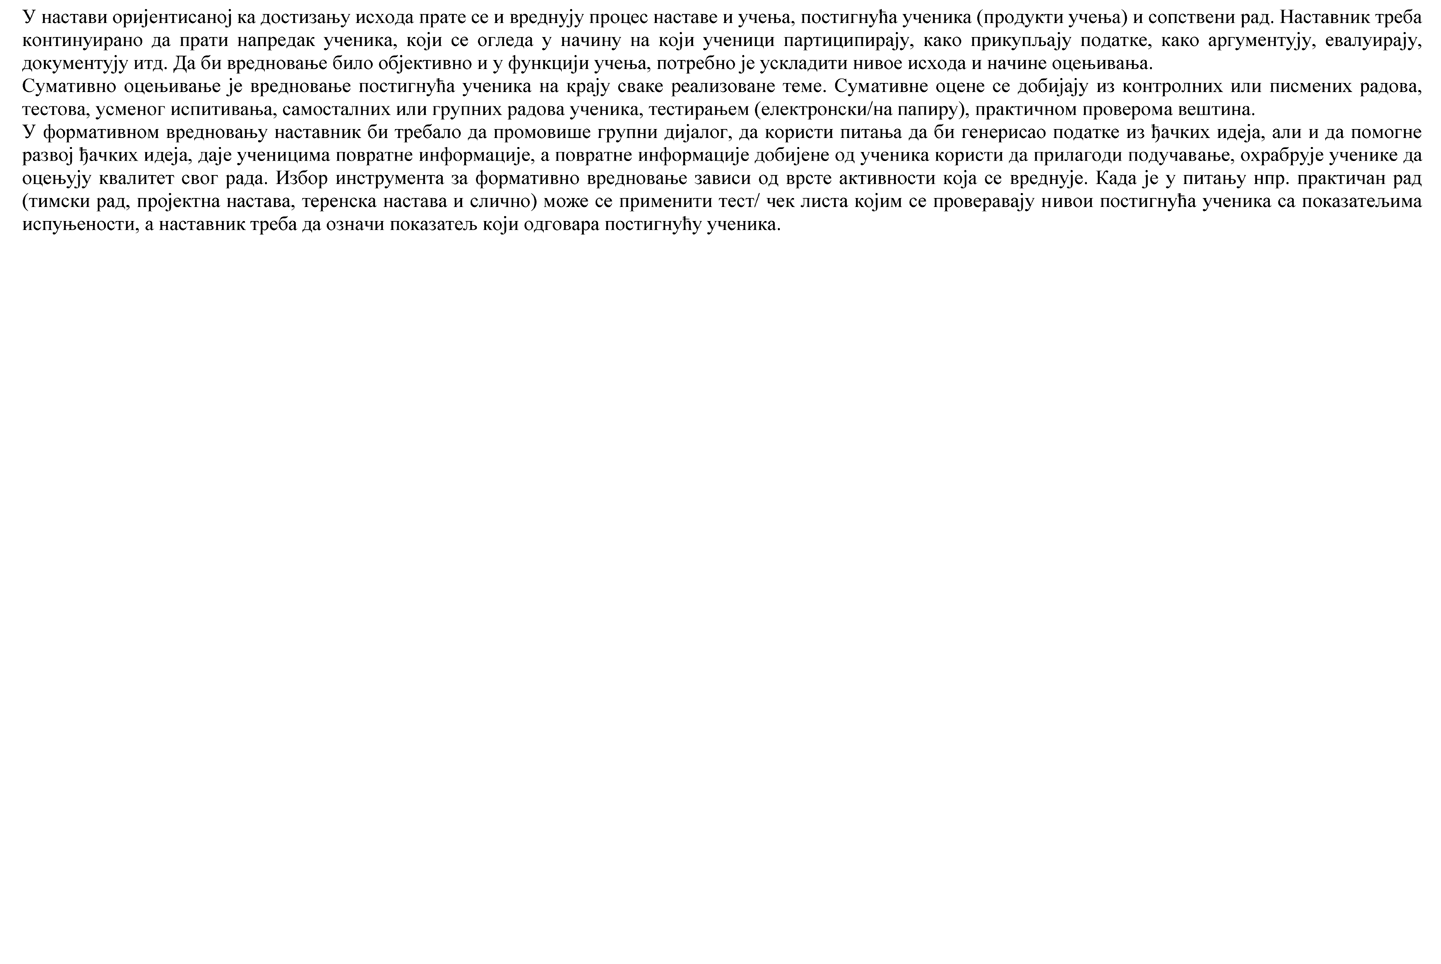 У настави оријентисаној ка достизању исхода прате се и вреднују процес наставе и учења, постигнућа ученика (продукти учења) и сопствени рад. Наставник треба
континуирано да прати напредак ученика, који се огледа у начину на који ученици партиципирају, како прикупљају податке, како аргументују, евалуирају,
документују итд. Да би вредновање било објективно и у функцији учења, потребно је ускладити нивое исхода и начине оцењивања.
Сумативно оцењивање је вредновање постигнућа ученика на крају сваке реализоване теме. Сумативне оцене се добијају из контролних или писмених радова,
тестова, усменог испитивања, самосталних или групних радова ученика, тестирањем (електронски/на папиру), практичном провером вештина.
У формативном вредновању наставник би требало да промовише групни дијалог, да користи питања да би генерисао податке из ђачких идеја, али и да помогне
развој ђачких идеја, даје ученицима повратне информације, а повратне информације добијене од ученика користи да прилагоди подучавање, охрабрује ученике да
оцењују квалитет свог рада. Избор инструмента за формативно вредновање зависи од врсте активности која се вреднује. Када је у питању нпр. практичан рад
(тимски рад, пројектна настава, теренска настава и слично) може се применити тест/ чек листа којим се проверавају нивои постигнућа ученика са показатељима
испуњености, а наставник треба да означи показатељ који одговара постигнућу ученика.